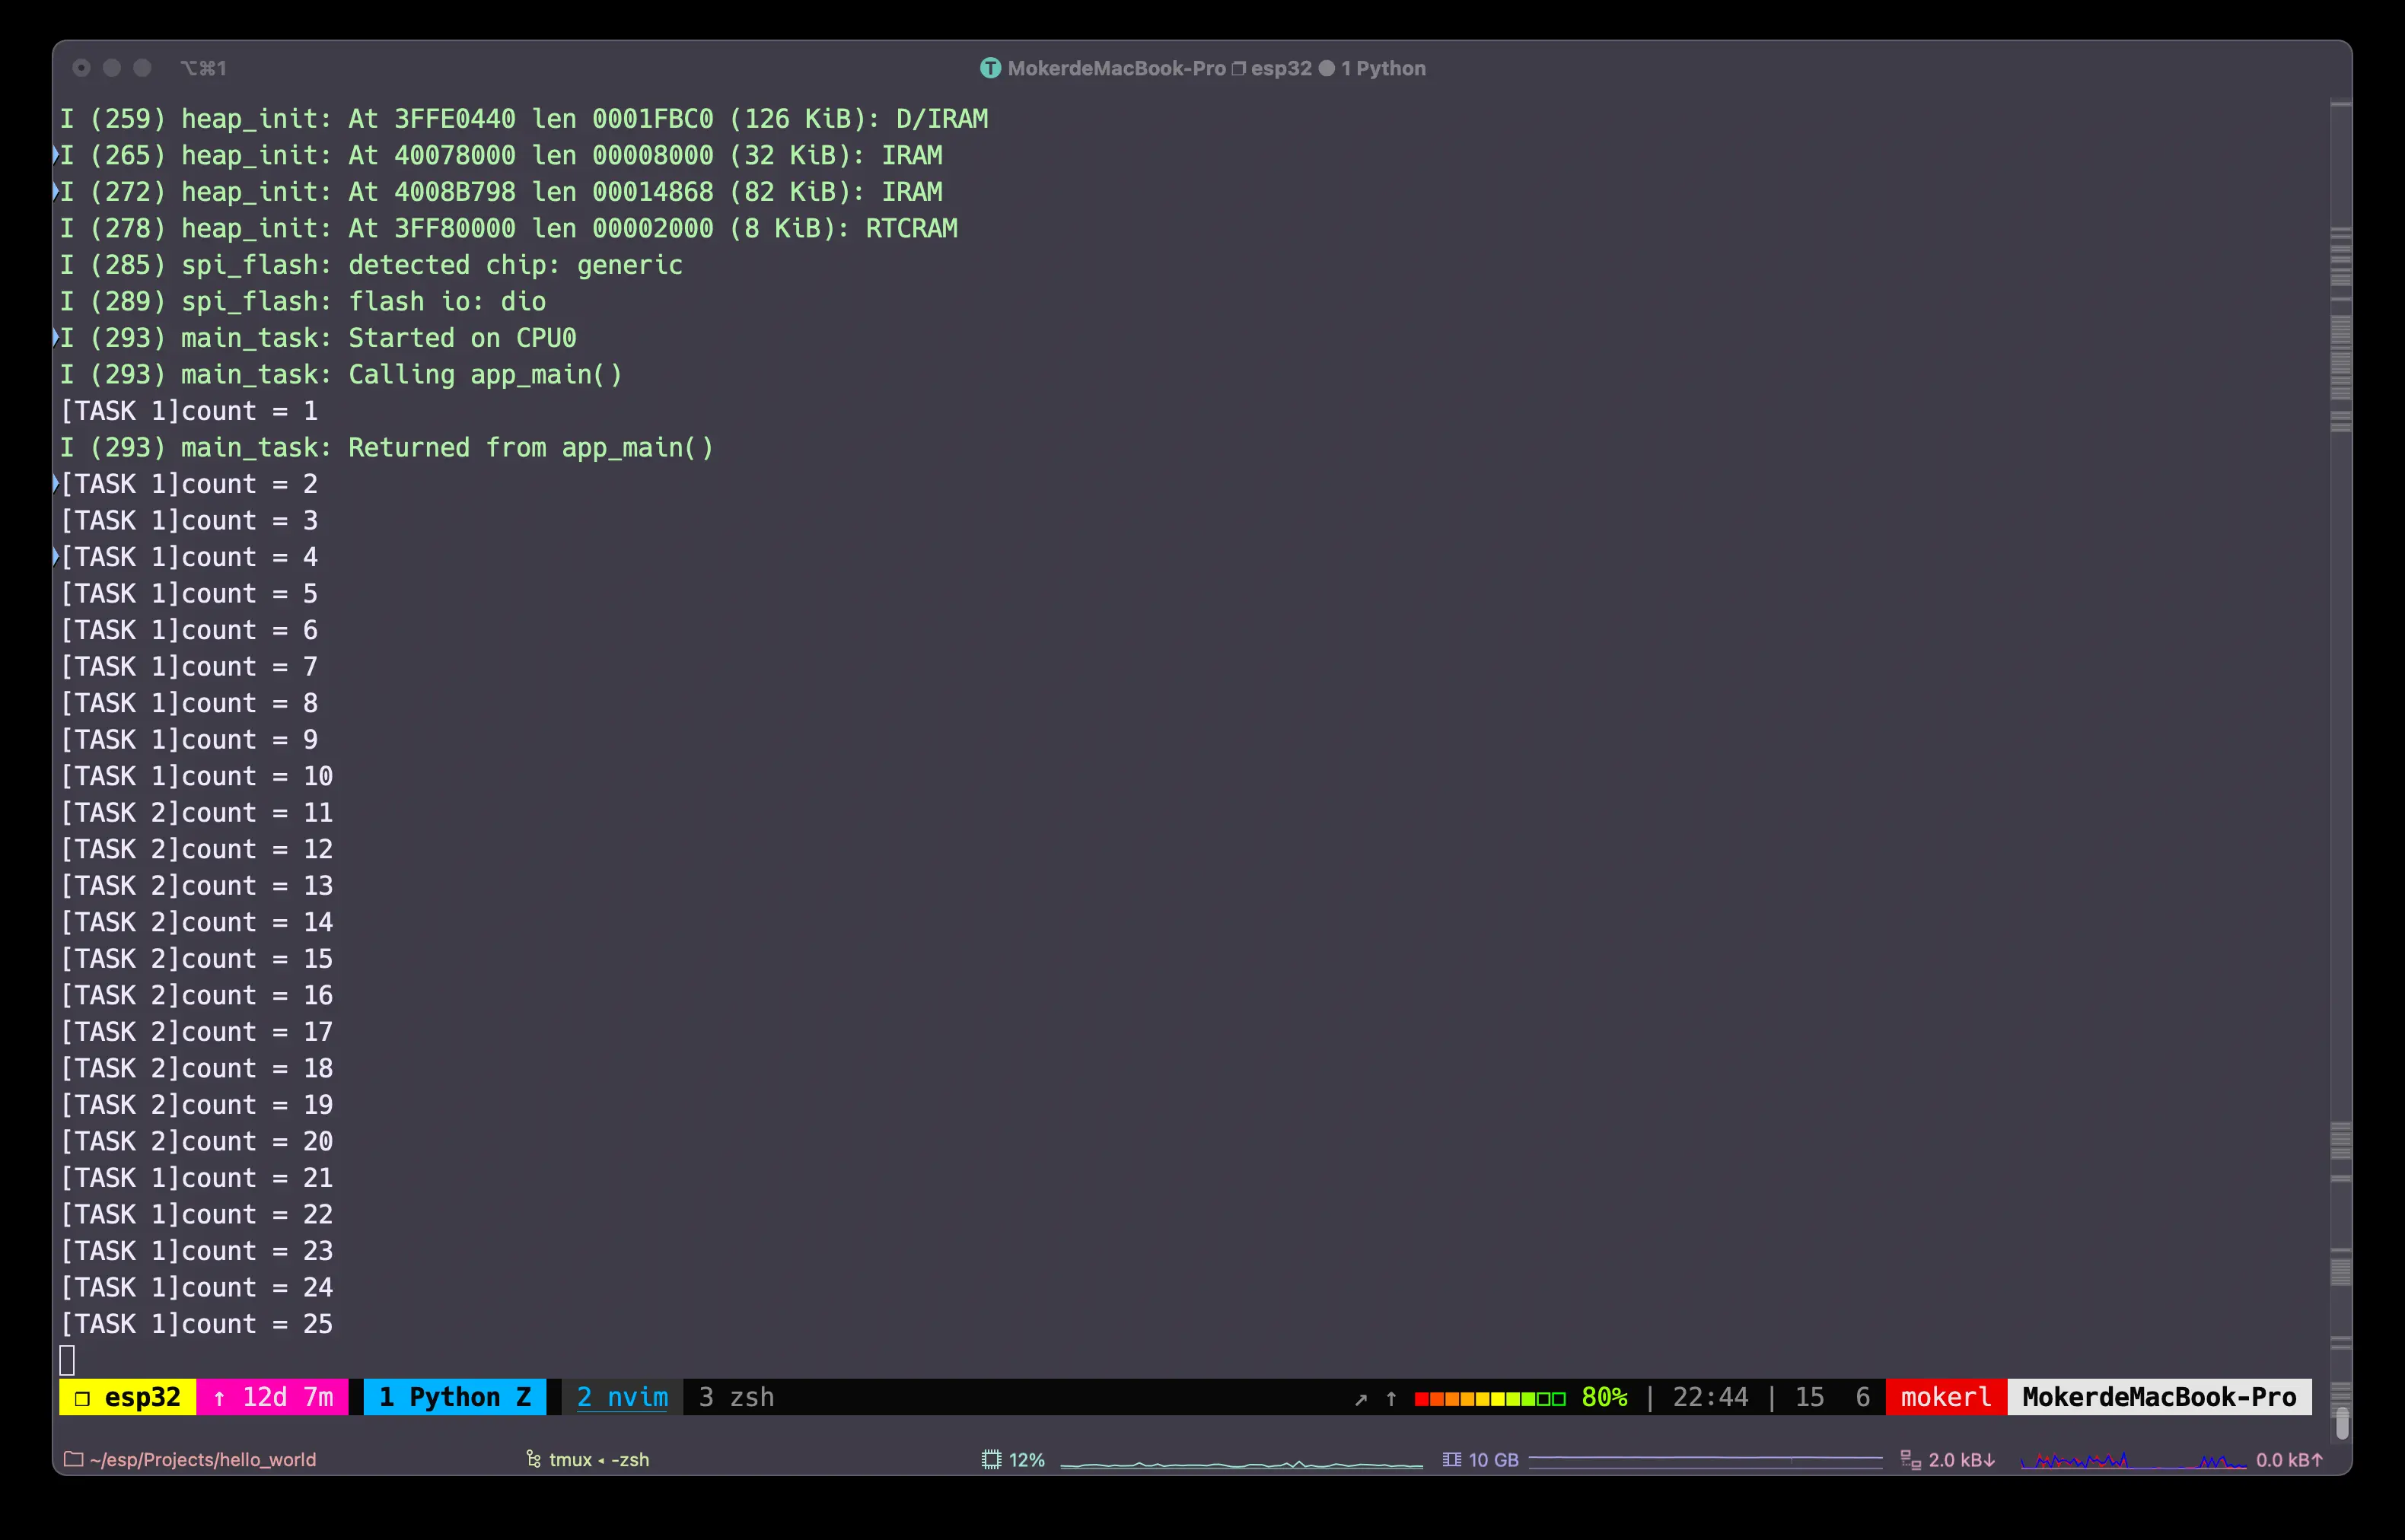 ⌥⌘1
T MokerdeMacBook-Pro ❐ esp32 ● 1 Python
I (259) heap_init: At 3FFE0440 len 0001FBC0 (126 KiB): D/IRAM
I (265) heap_init: At 40078000 len 00008000 (32 KiB): IRAM
I (272) heap_init: At 4008B798 len 00014868 (82 KiB): IRAM
I (278) heap_init: At 3FF80000 len 00002000 (8 KiB): RTCRAM
I (285) spi_flash: detected chip: generic
I (289) spi_flash: flash io: dio
I (293) main_task: Started on CPU0
I (293) main_task: Calling app_main()
[TASK 1]count = 1
I (293) main_task: Returned from app_main()
[TASK 1]count = 2
[TASK 1]count = 3
[TASK 1]count = 4
[TASK 1]count = 5
[TASK 1]count = 6
[TASK 1]count = 7
[TASK 1]count = 8
[TASK 1]count = 9
[TASK 1]count = 10
[TASK 2]count = 11
[TASK 2]count = 12
[TASK 2]count = 13
[TASK 2]count = 14
[TASK 2]count = 15
[TASK 2]count = 16
[TASK 2]count = 17
[TASK 2]count = 18
[TASK 2]count = 19
[TASK 2]count = 20
[TASK 1]count = 21
[TASK 1]count = 22
[TASK 1]count = 23
[TASK 1]count = 24
[TASK 1]count = 25
❐ esp32 ↑ 12d 7m 1 Python Z 2 nvim 3 zsh ↗ ↑ 80% | 22:44 | 15 6 mokerl MokerdeMacBook-Pro
~/esp/Projects/hello_world tmux ◂ -zsh 12% 10 GB 2.0 kB↓ 0.0 kB↑